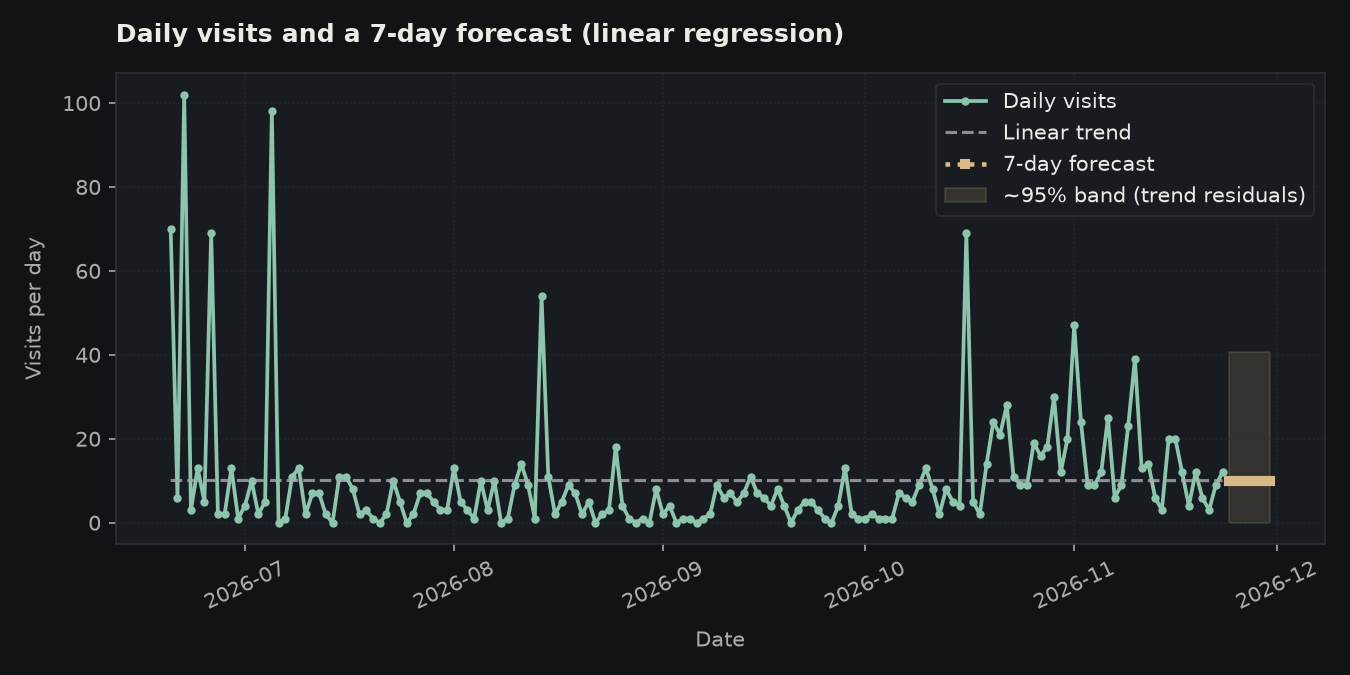 Daily visits and a 7-day forecast (linear regression)
Daily visits
Linear trend
7-day forecast
~95% band (trend residuals)
Visits per day
100
80
60
40
20
0
2026-07
2026-08
2026-09
2026-10
2026-11
2026-12
Date